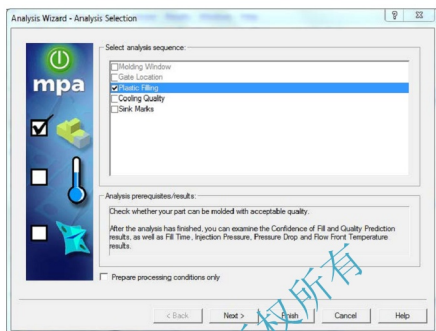 Analysis Wizard - Analysis Selection
mpa
Select analysis sequence:
Molding Window
Gate Location
Plastic Filling
Cooling Quality
Sink Marks
Analysis prerequisites/results:
Check whether your part can be molded with acceptable quality.
After the analysis has finished, you can examine the Confidence of Fill and Quality Prediction
results, as well as Fill Time, Injection Pressure, Pressure Drop and Flow Front Temperature
results.
Prepare processing conditions only
< Back
Next >
Finish
Cancel
Help
权所有